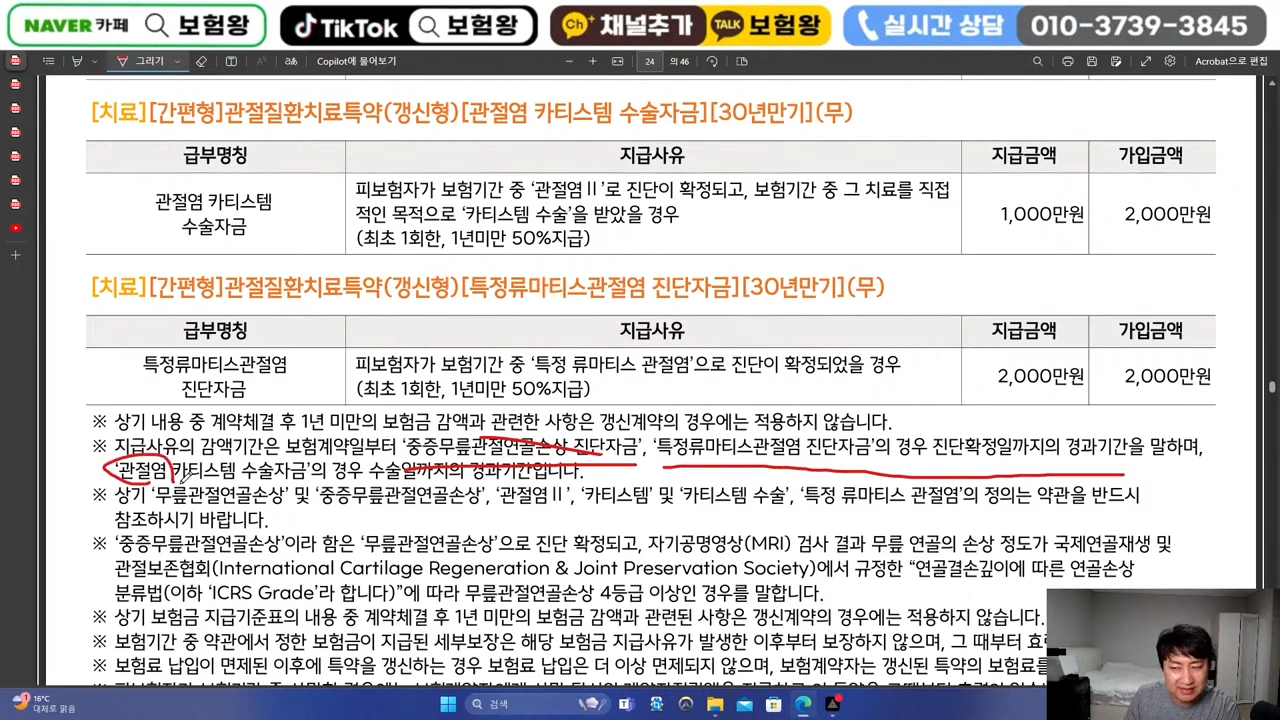 NAVER 카페 보험왕 TikTok 보험왕 Ch+ 채널추가 TALK 보험왕 실시간 상담 010-3739-3845
그리기 Copilot에 물어보기 24 의 46 Acrobat으로 편집
[치료][간편형]관절질환치료특약(갱신형)[관절염 카티스템 수술자금][30년만기](무)
급부명칭 지급사유 지급금액 가입금액
관절염 카티스템
수술자금
피보험자가 보험기간 중 ‘관절염Ⅱ’로 진단이 확정되고, 보험기간 중 그 치료를 직접
적인 목적으로 ‘카티스템 수술’을 받았을 경우
(최초 1회한, 1년미만 50%지급)
1,000만원 2,000만원
[치료][간편형]관절질환치료특약(갱신형)[특정류마티스관절염 진단자금][30년만기](무)
급부명칭 지급사유 지급금액 가입금액
특정류마티스관절염
진단자금
피보험자가 보험기간 중 ‘특정 류마티스 관절염’으로 진단이 확정되었을 경우
(최초 1회한, 1년미만 50%지급)
2,000만원 2,000만원
※ 상기 내용 중 계약체결 후 1년 미만의 보험금 감액과 관련한 사항은 갱신계약의 경우에는 적용하지 않습니다.
※ 지급사유의 감액기간은 보험계약일부터 ‘중증무릎관절연골손상 진단자금’, ‘특정류마티스관절염 진단자금’의 경우 진단확정일까지의 경과기간을 말하며,
‘관절염 카티스템 수술자금’의 경우 수술일까지의 경과기간입니다.
※ 상기 ‘무릎관절연골손상’ 및 ‘중증무릎관절연골손상’, ‘관절염Ⅱ’, ‘카티스템’ 및 ‘카티스템 수술’, ‘특정 류마티스 관절염’의 정의는 약관을 반드시
참조하시기 바랍니다.
※ ‘중증무릎관절연골손상’이라 함은 ‘무릎관절연골손상’으로 진단 확정되고, 자기공명영상(MRI) 검사 결과 무릎 연골의 손상 정도가 국제연골재생 및
관절보존협회(International Cartilage Regeneration & Joint Preservation Society)에서 규정한 “연골결손깊이에 따른 연골손상
분류법(이하 ‘ICRS Grade’라 합니다)”에 따라 무릎관절연골손상 4등급 이상인 경우를 말합니다.
※ 상기 보험금 지급기준표의 내용 중 계약체결 후 1년 미만의 보험금 감액과 관련된 사항은 갱신계약의 경우에는 적용하지 않습니다.
※ 보험기간 중 약관에서 정한 보험금이 지급된 세부보장은 해당 보험금 지급사유가 발생한 이후부터 보장하지 않으며, 그 때부터
※ 보험료 납입이 면제된 이후에 특약을 갱신하는 경우 보험료 납입은 더 이상 면제되지 않으며, 보험계약자는 갱신된 특약의 보험료를
16°C
대체로 맑음
검색